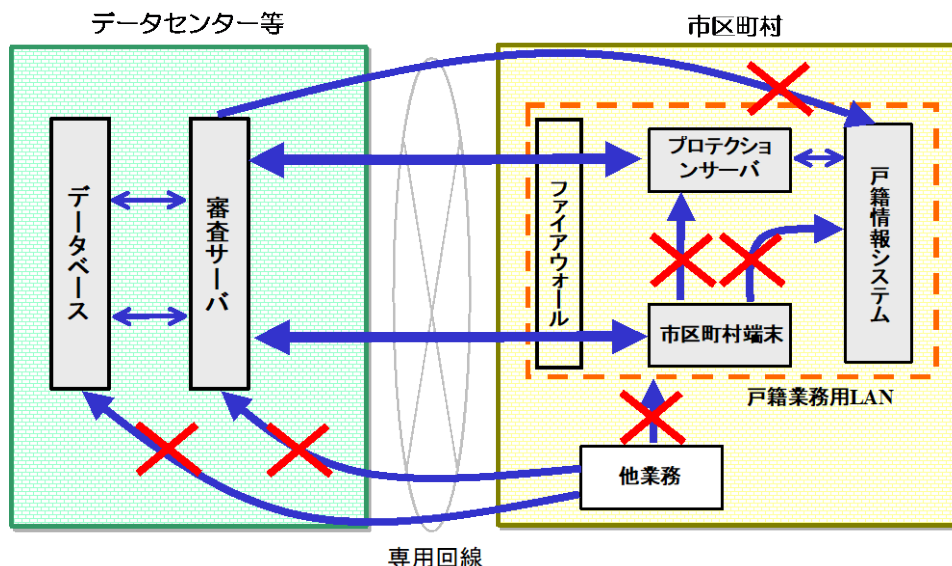 データセンター等
市区町村
データベース
審査サーバ
ファイアウォール
プロテクショ
ンサーバ
戸籍情報システム
市区町村端末
戸籍業務用LAN
他業務
専用回線